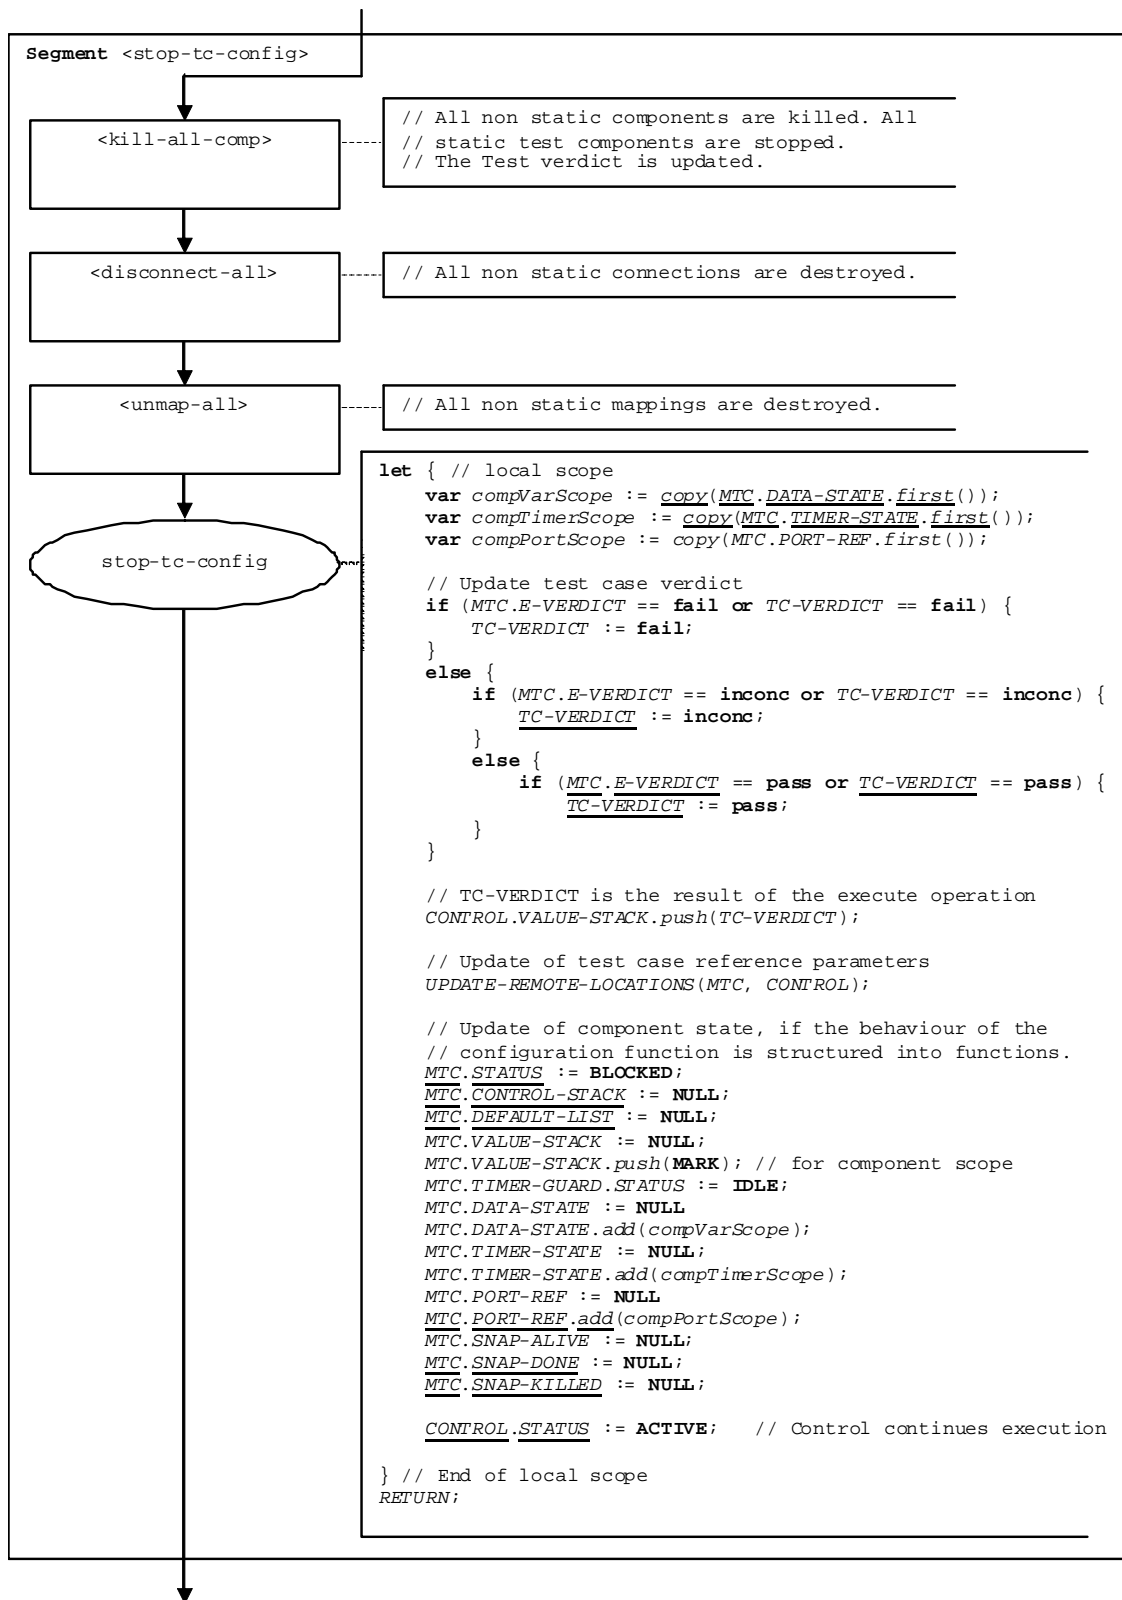 Segment <stop-tc-config>
<kill-all-comp>
// All non static components are killed. All
// static test components are stopped.
// The Test verdict is updated.
<disconnect-all>
// All non static connections are destroyed.
<unmap-all>
// All non static mappings are destroyed.
stop-tc-config
let { // local scope
var compVarScope := copy(MTC.DATA-STATE.first());
var compTimerScope := copy(MTC.TIMER-STATE.first());
var compPortScope := copy(MTC.PORT-REF.first());
// Update test case verdict
if (MTC.E-VERDICT == fail or TC-VERDICT == fail) {
TC-VERDICT := fail;
}
else {
if (MTC.E-VERDICT == inconc or TC-VERDICT == inconc) {
TC-VERDICT := inconc;
}
else {
if (MTC.E-VERDICT == pass or TC-VERDICT == pass) {
TC-VERDICT := pass;
}
}
// TC-VERDICT is the result of the execute operation
CONTROL.VALUE-STACK.push(TC-VERDICT);
// Update of test case reference parameters
UPDATE-REMOTE-LOCATIONS(MTC, CONTROL);
// Update of component state, if the behaviour of the
// configuration function is structured into functions.
MTC.STATUS := BLOCKED;
MTC.CONTROL-STACK := NULL;
MTC.DEFAULT-LIST := NULL;
MTC.VALUE-STACK := NULL;
MTC.VALUE-STACK.push(MARK); // for component scope
MTC.TIMER-GUARD.STATUS := IDLE;
MTC.DATA-STATE := NULL
MTC.DATA-STATE.add(compVarScope);
MTC.TIMER-STATE := NULL;
MTC.TIMER-STATE.add(compTimerScope);
MTC.PORT-REF := NULL
MTC.PORT-REF.add(compPortScope);
MTC.SNAP-ALIVE := NULL;
MTC.SNAP-DONE := NULL;
MTC.SNAP-KILLED := NULL;
CONTROL.STATUS := ACTIVE; // Control continues execution
} // End of local scope
RETURN;